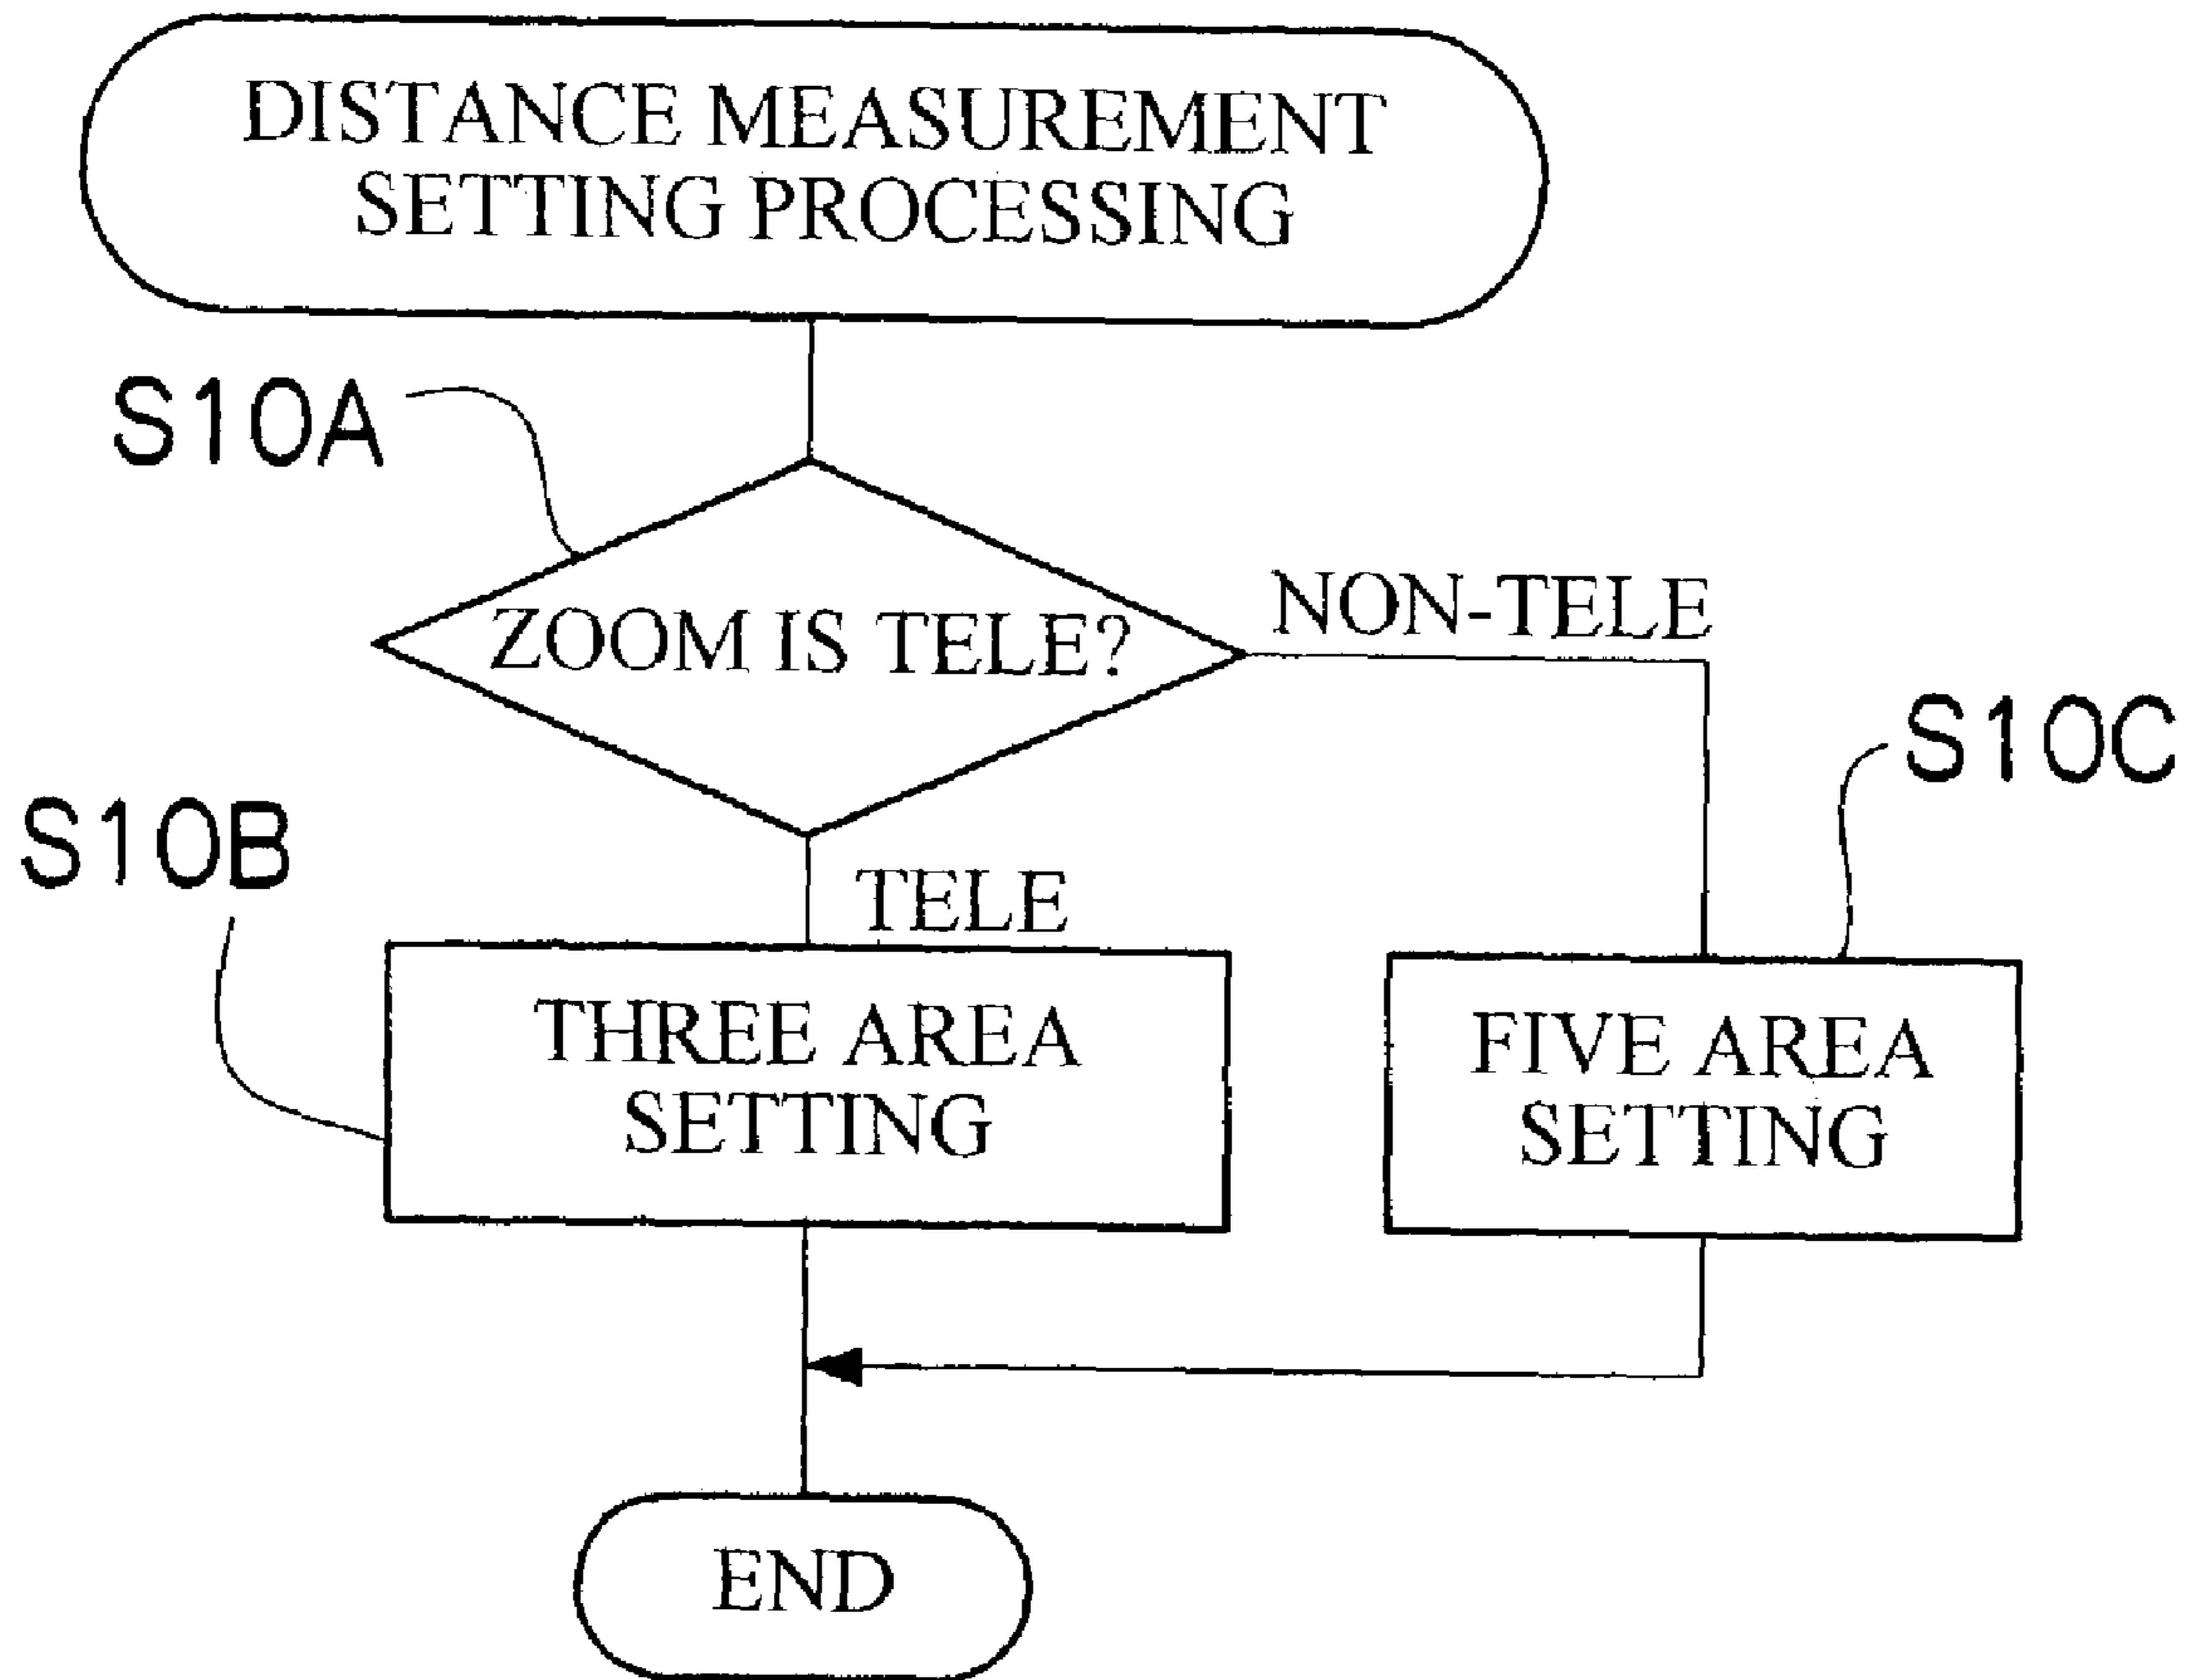 DISTANCE MEASUREMENT
SETTING PROCESSING
S10A
ZOOM IS TELE?
NON-TELE
S10C
S10B
TELE
THREE AREA
SETTING
FIVE AREA
SETTING
END